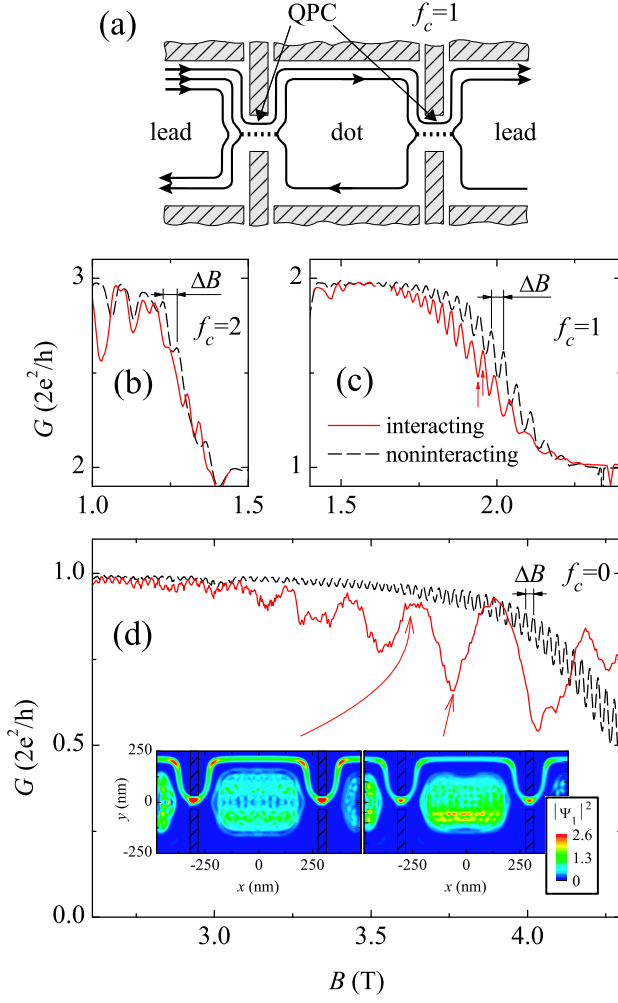 (a)
QPC
f_c=1
lead
dot
lead
3
ΔB
f_c=2
(b)
2
1.0
1.5
G (2e²/h)
2
ΔB
f_c=1
(c)
interacting
noninteracting
1
1.5
2.0
1.0
ΔB
f_c=0
(d)
G (2e²/h)
0.5
250
0
-250
y (nm)
-250
0
250
x (nm)
-250
0
250
x (nm)
|Ψ₁|²
2.6
1.3
0
0.0
3.0
3.5
4.0
B (T)